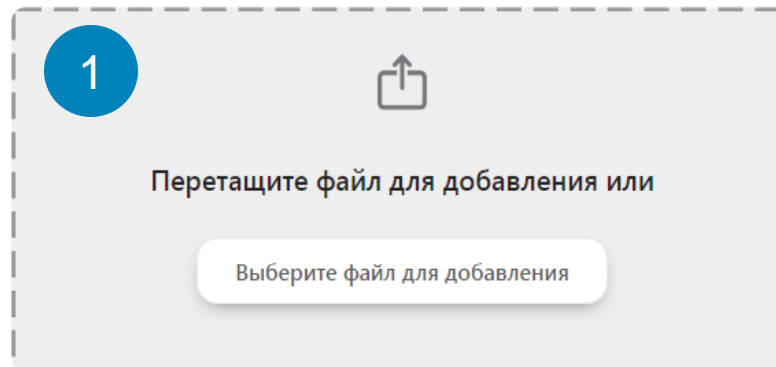 1
Перетащите файл для добавления или
Выберите файл для добавления